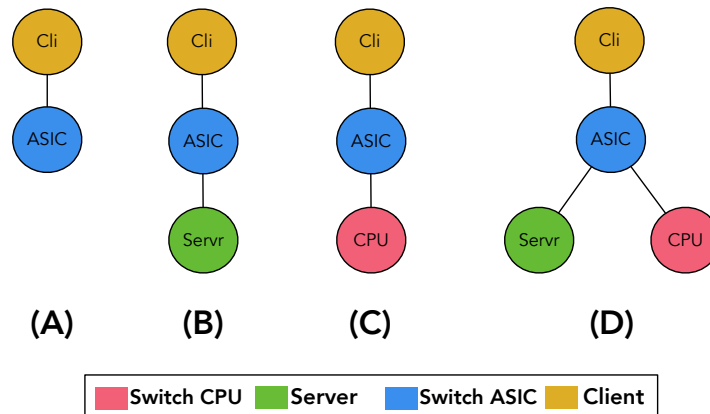 Cli Cli Cli Cli
ASIC ASIC ASIC ASIC
Servr CPU Servr CPU
(A) (B) (C) (D)
Switch CPU Server Switch ASIC Client